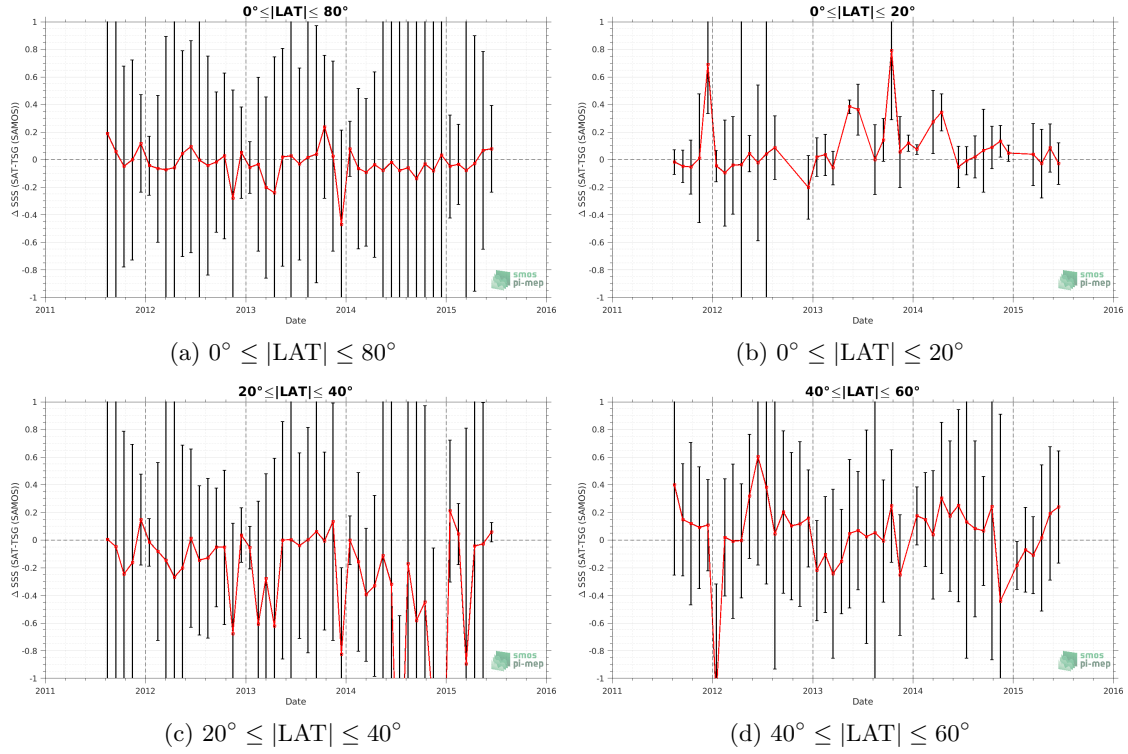 0°≤|LAT|≤ 80°
Δ SSS (SAT-TSG (SAMOS))
1
0.8
0.6
0.4
0.2
0
-0.2
-0.4
-0.6
-0.8
-1
2011
2012
2013
2014
2015
2016
Date
smos
pi-mep
(a) 0° ≤ |LAT| ≤ 80°
0°≤|LAT|≤ 20°
Δ SSS (SAT-TSG (SAMOS))
1
0.8
0.6
0.4
0.2
0
-0.2
-0.4
-0.6
-0.8
-1
2011
2012
2013
2014
2015
2016
Date
smos
pi-mep
(b) 0° ≤ |LAT| ≤ 20°
20°≤|LAT|≤ 40°
Δ SSS (SAT-TSG (SAMOS))
1
0.8
0.6
0.4
0.2
0
-0.2
-0.4
-0.6
-0.8
-1
2011
2012
2013
2014
2015
2016
Date
smos
pi-mep
(c) 20° ≤ |LAT| ≤ 40°
40°≤|LAT|≤ 60°
Δ SSS (SAT-TSG (SAMOS))
1
0.8
0.6
0.4
0.2
0
-0.2
-0.4
-0.6
-0.8
-1
2011
2012
2013
2014
2015
2016
Date
smos
pi-mep
(d) 40° ≤ |LAT| ≤ 60°